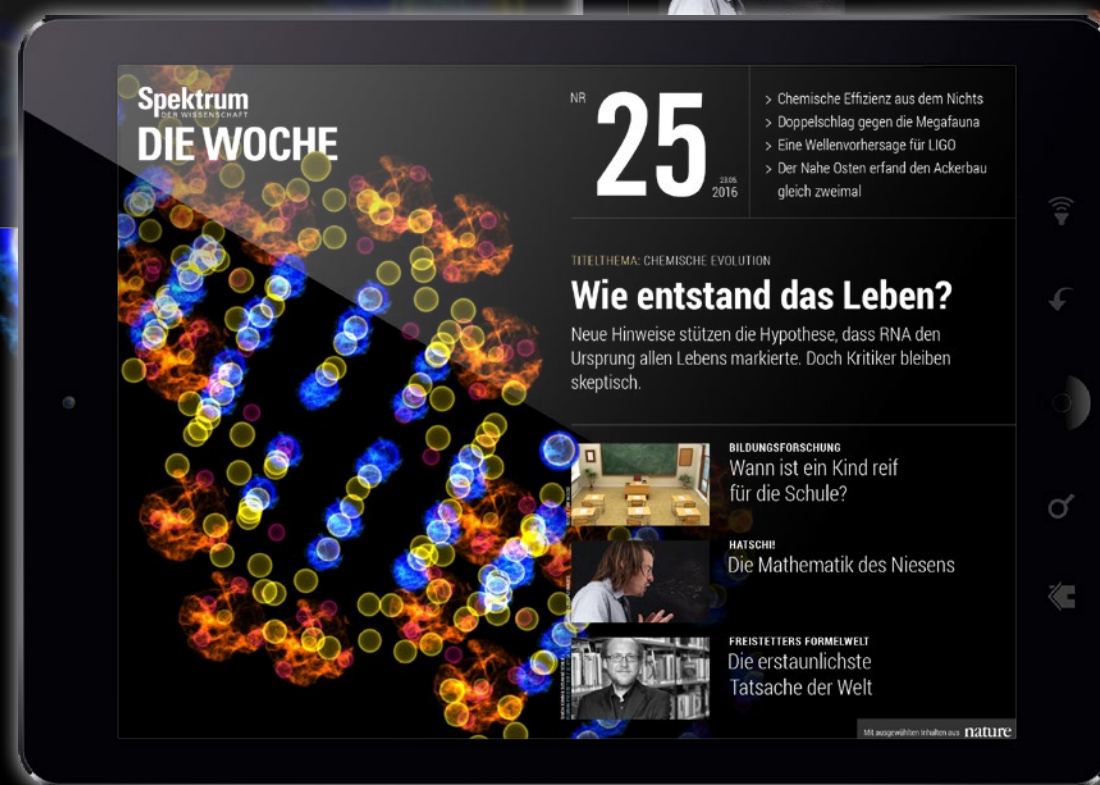 Spektrum
DER WISSENSCHAFT
DIE WOCHE
NR
25
23.06.
2016
> Chemische Effizienz aus dem Nichts
> Doppelschlag gegen die Megafauna
> Eine Wellenvorhersage für LIGO
> Der Nahe Osten erfand den Ackerbau
gleich zweimal
TITELTHEMA: CHEMISCHE EVOLUTION
Wie entstand das Leben?
Neue Hinweise stützen die Hypothese, dass RNA den
Ursprung allen Lebens markierte. Doch Kritiker bleiben
skeptisch.
BILDUNGSFORSCHUNG
Wann ist ein Kind reif
für die Schule?
HATSCHI!
Die Mathematik des Niesens
FREISTETTERS FORMELWELT
Die erstaunlichste
Tatsache der Welt
Mit ausgewählten Inhalten aus nature